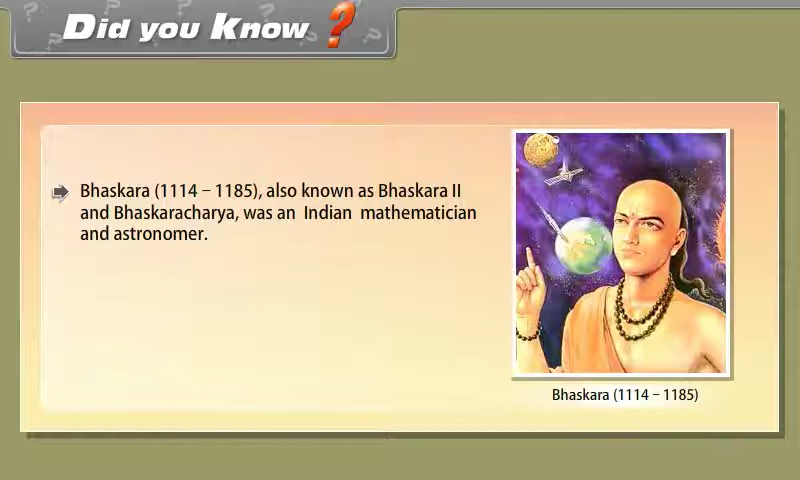 Did you Know ?
Bhaskara (1114 – 1185), also known as Bhaskara II
and Bhaskaracharya, was an Indian mathematician
and astronomer.
Bhaskara (1114 – 1185)